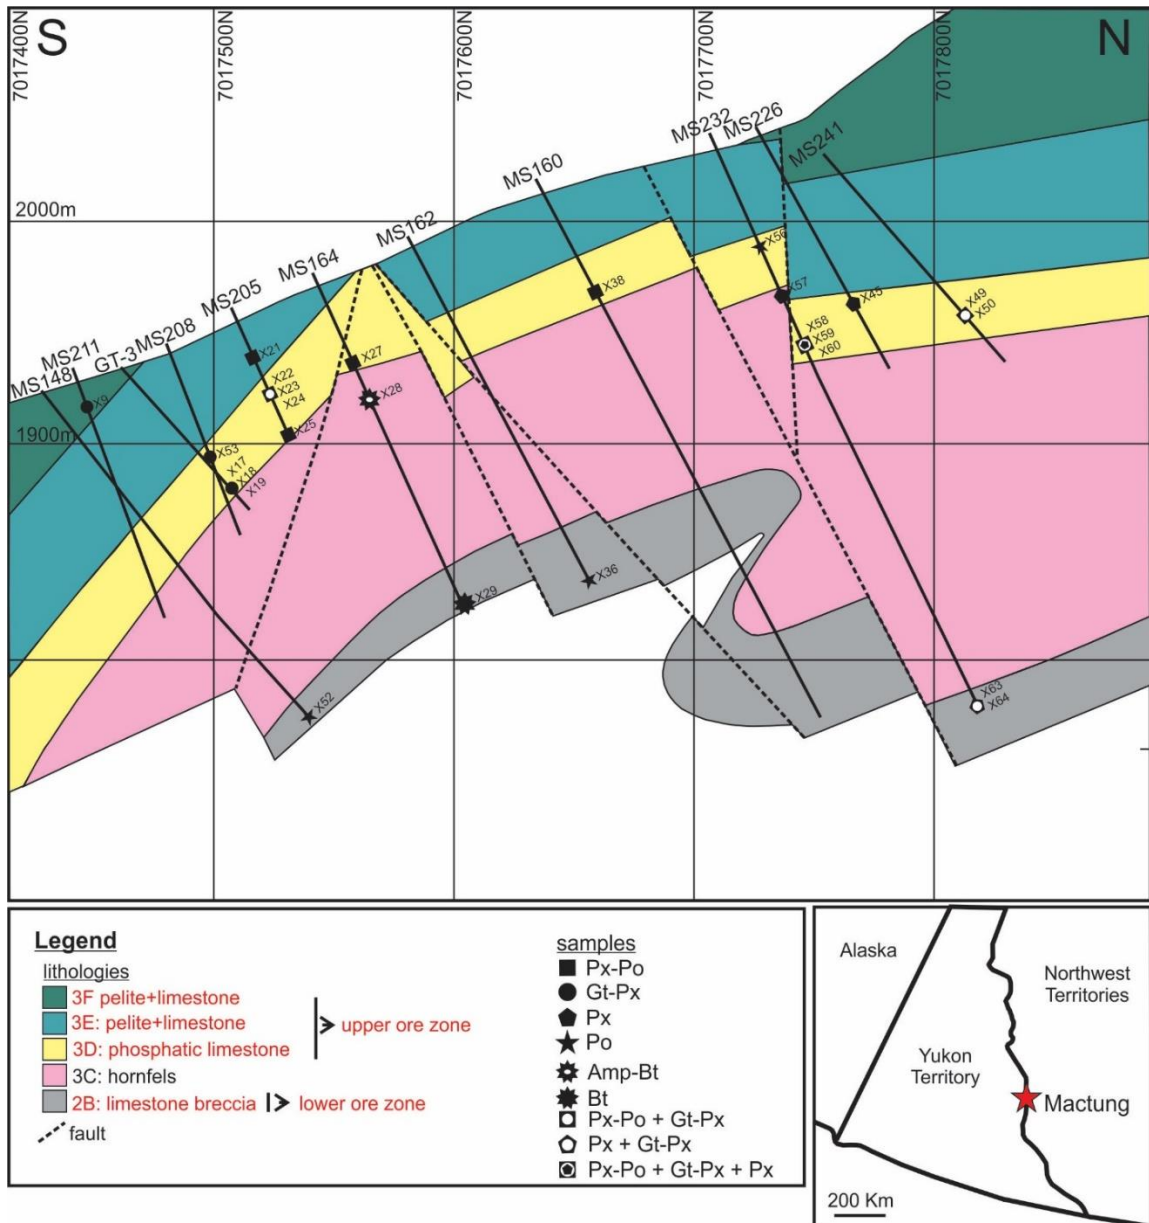 S
7017400N
7017500N
7017600N
7017700N
7017800N
N
2000m
1900m
MS148
MS211
GT-3
MS208
MS205
MS164
MS162
MS160
MS232
MS226
MS241
X9
X53
X17
X18
X19
X21
X22
X23
X24
X25
X27
X28
X29
X52
X36
X38
X56
X57
X58
X59
X60
X45
X49
X50
X63
X64
Legend
lithologies
3F pelite+limestone
3E: pelite+limestone
3D: phosphatic limestone
3C: hornfels
2B: limestone breccia
fault
upper ore zone
lower ore zone
samples
Px-Po
Gt-Px
Px
Po
Amp-Bt
Bt
Px-Po + Gt-Px
Px + Gt-Px
Px-Po + Gt-Px + Px
Alaska
Northwest
Territories
Yukon
Territory
Mactung
200 Km